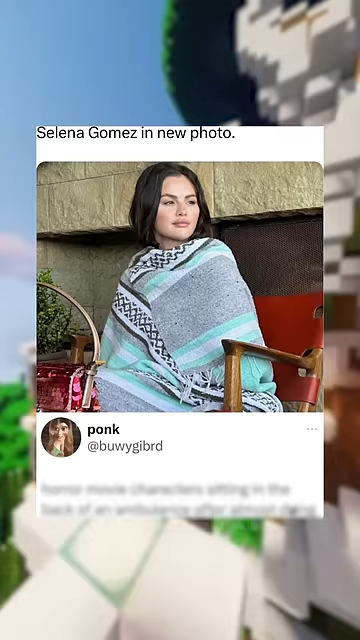 Selena Gomez in new photo.
ponk
@buwygibrd
horror movie characters sitting in the
back of an ambulance after almost dying